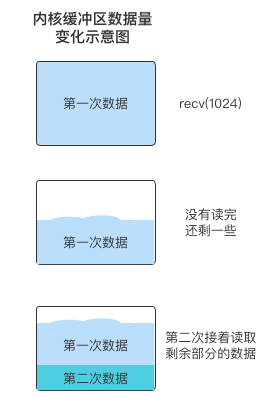 内核缓冲区数据量
变化示意图
第一次数据
recv(1024)
没有读完
还剩一些
第一次数据
第二次接着读取
剩余部分的数据
第一次数据
第二次数据